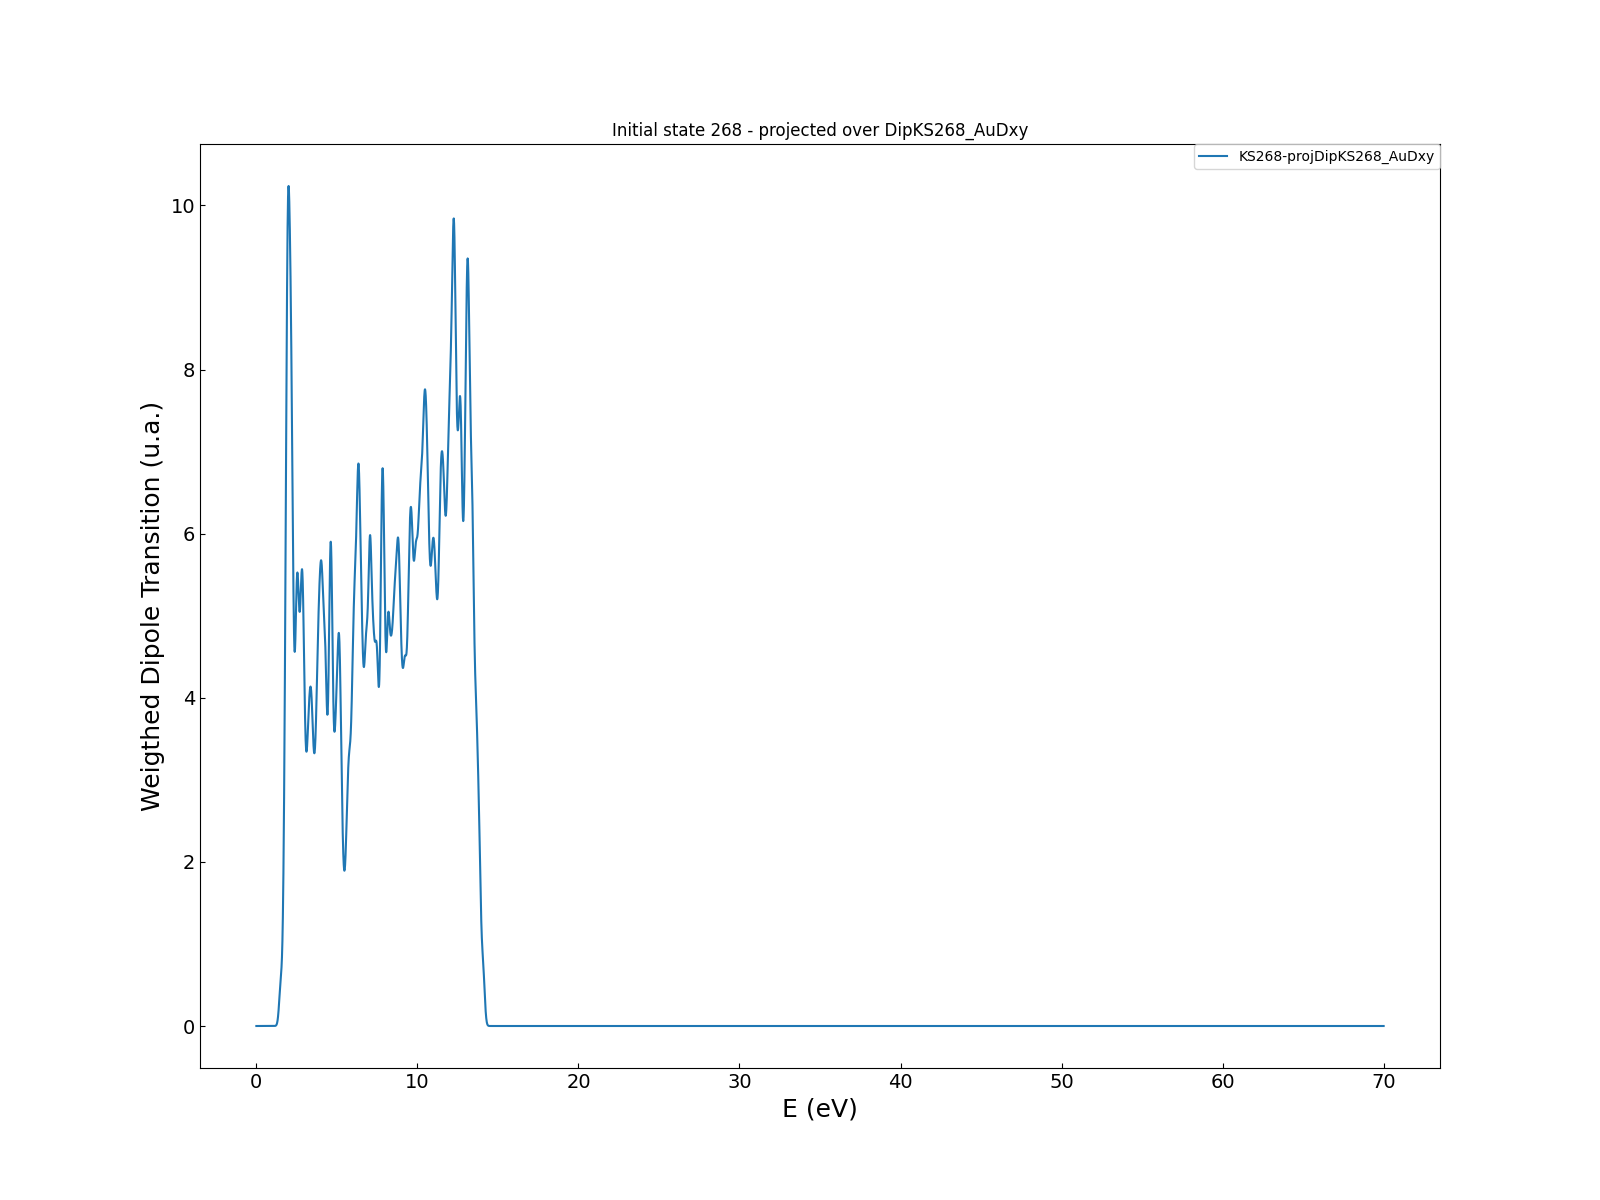 Initial state 268 - projected over DipKS268_AuDxy
KS268-projDipKS268_AuDxy
10
8
6
4
2
0
Weigthed Dipole Transition (u.a.)
0 10 20 30 40 50 60 70
E (eV)